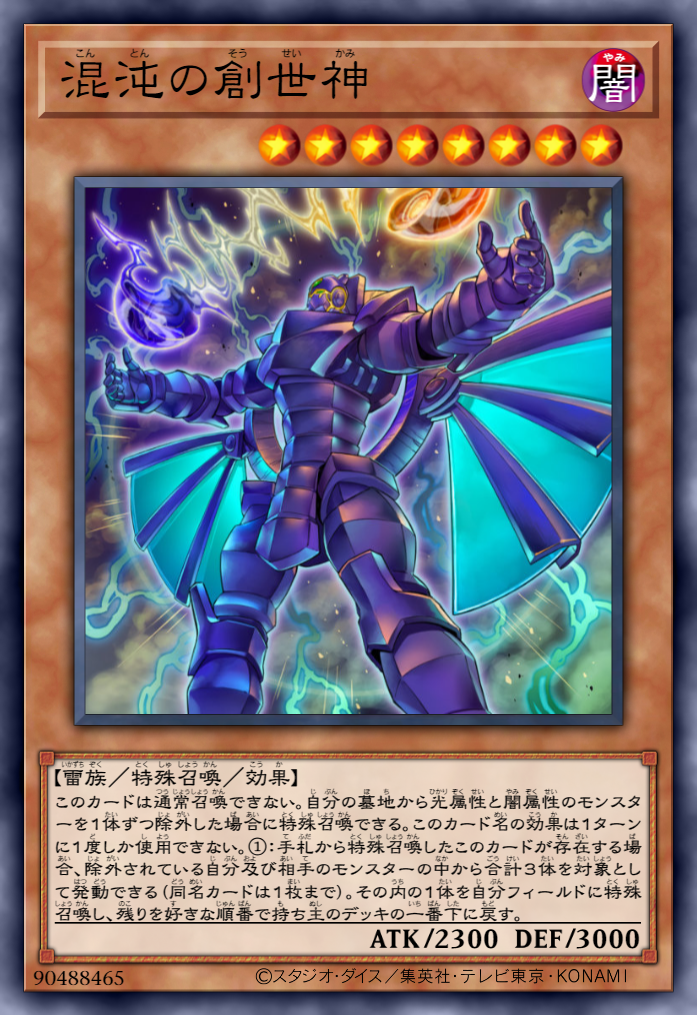 混沌の創世神
闇
【雷族/特殊召喚/効果】
このカードは通常召喚できない。自分の墓地から光属性と闇属性のモンスタ
ーを1体ずつ除外した場合に特殊召喚できる。このカード名の効果は1ターン
に1度しか使用できない。①:手札から特殊召喚したこのカードが存在する場
合、除外されている自分及び相手のモンスターの中から合計3体を対象とし
て発動できる(同名カードは1枚まで)。その内の1体を自分フィールドに特殊
召喚し、残りを好きな順番で持ち主のデッキの一番下に戻す。
ATK/2300 DEF/3000
90488465 ©スタジオ・ダイス/集英社・テレビ東京・KONAMI